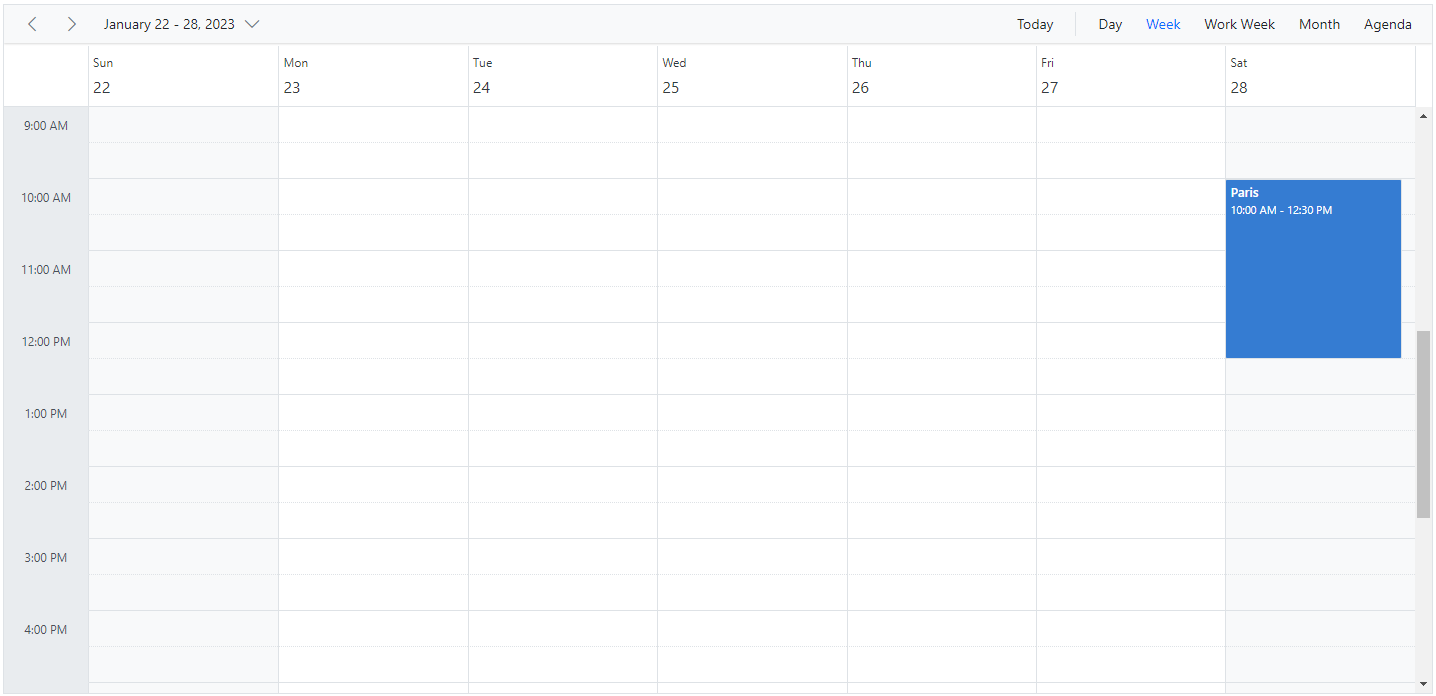 January 22 - 28, 2023 Today Day Week Work Week Month Agenda
Sun Mon Tue Wed Thu Fri Sat
22 23 24 25 26 27 28
9:00 AM
10:00 AM
Paris
10:00 AM - 12:30 PM
11:00 AM
12:00 PM
1:00 PM
2:00 PM
3:00 PM
4:00 PM